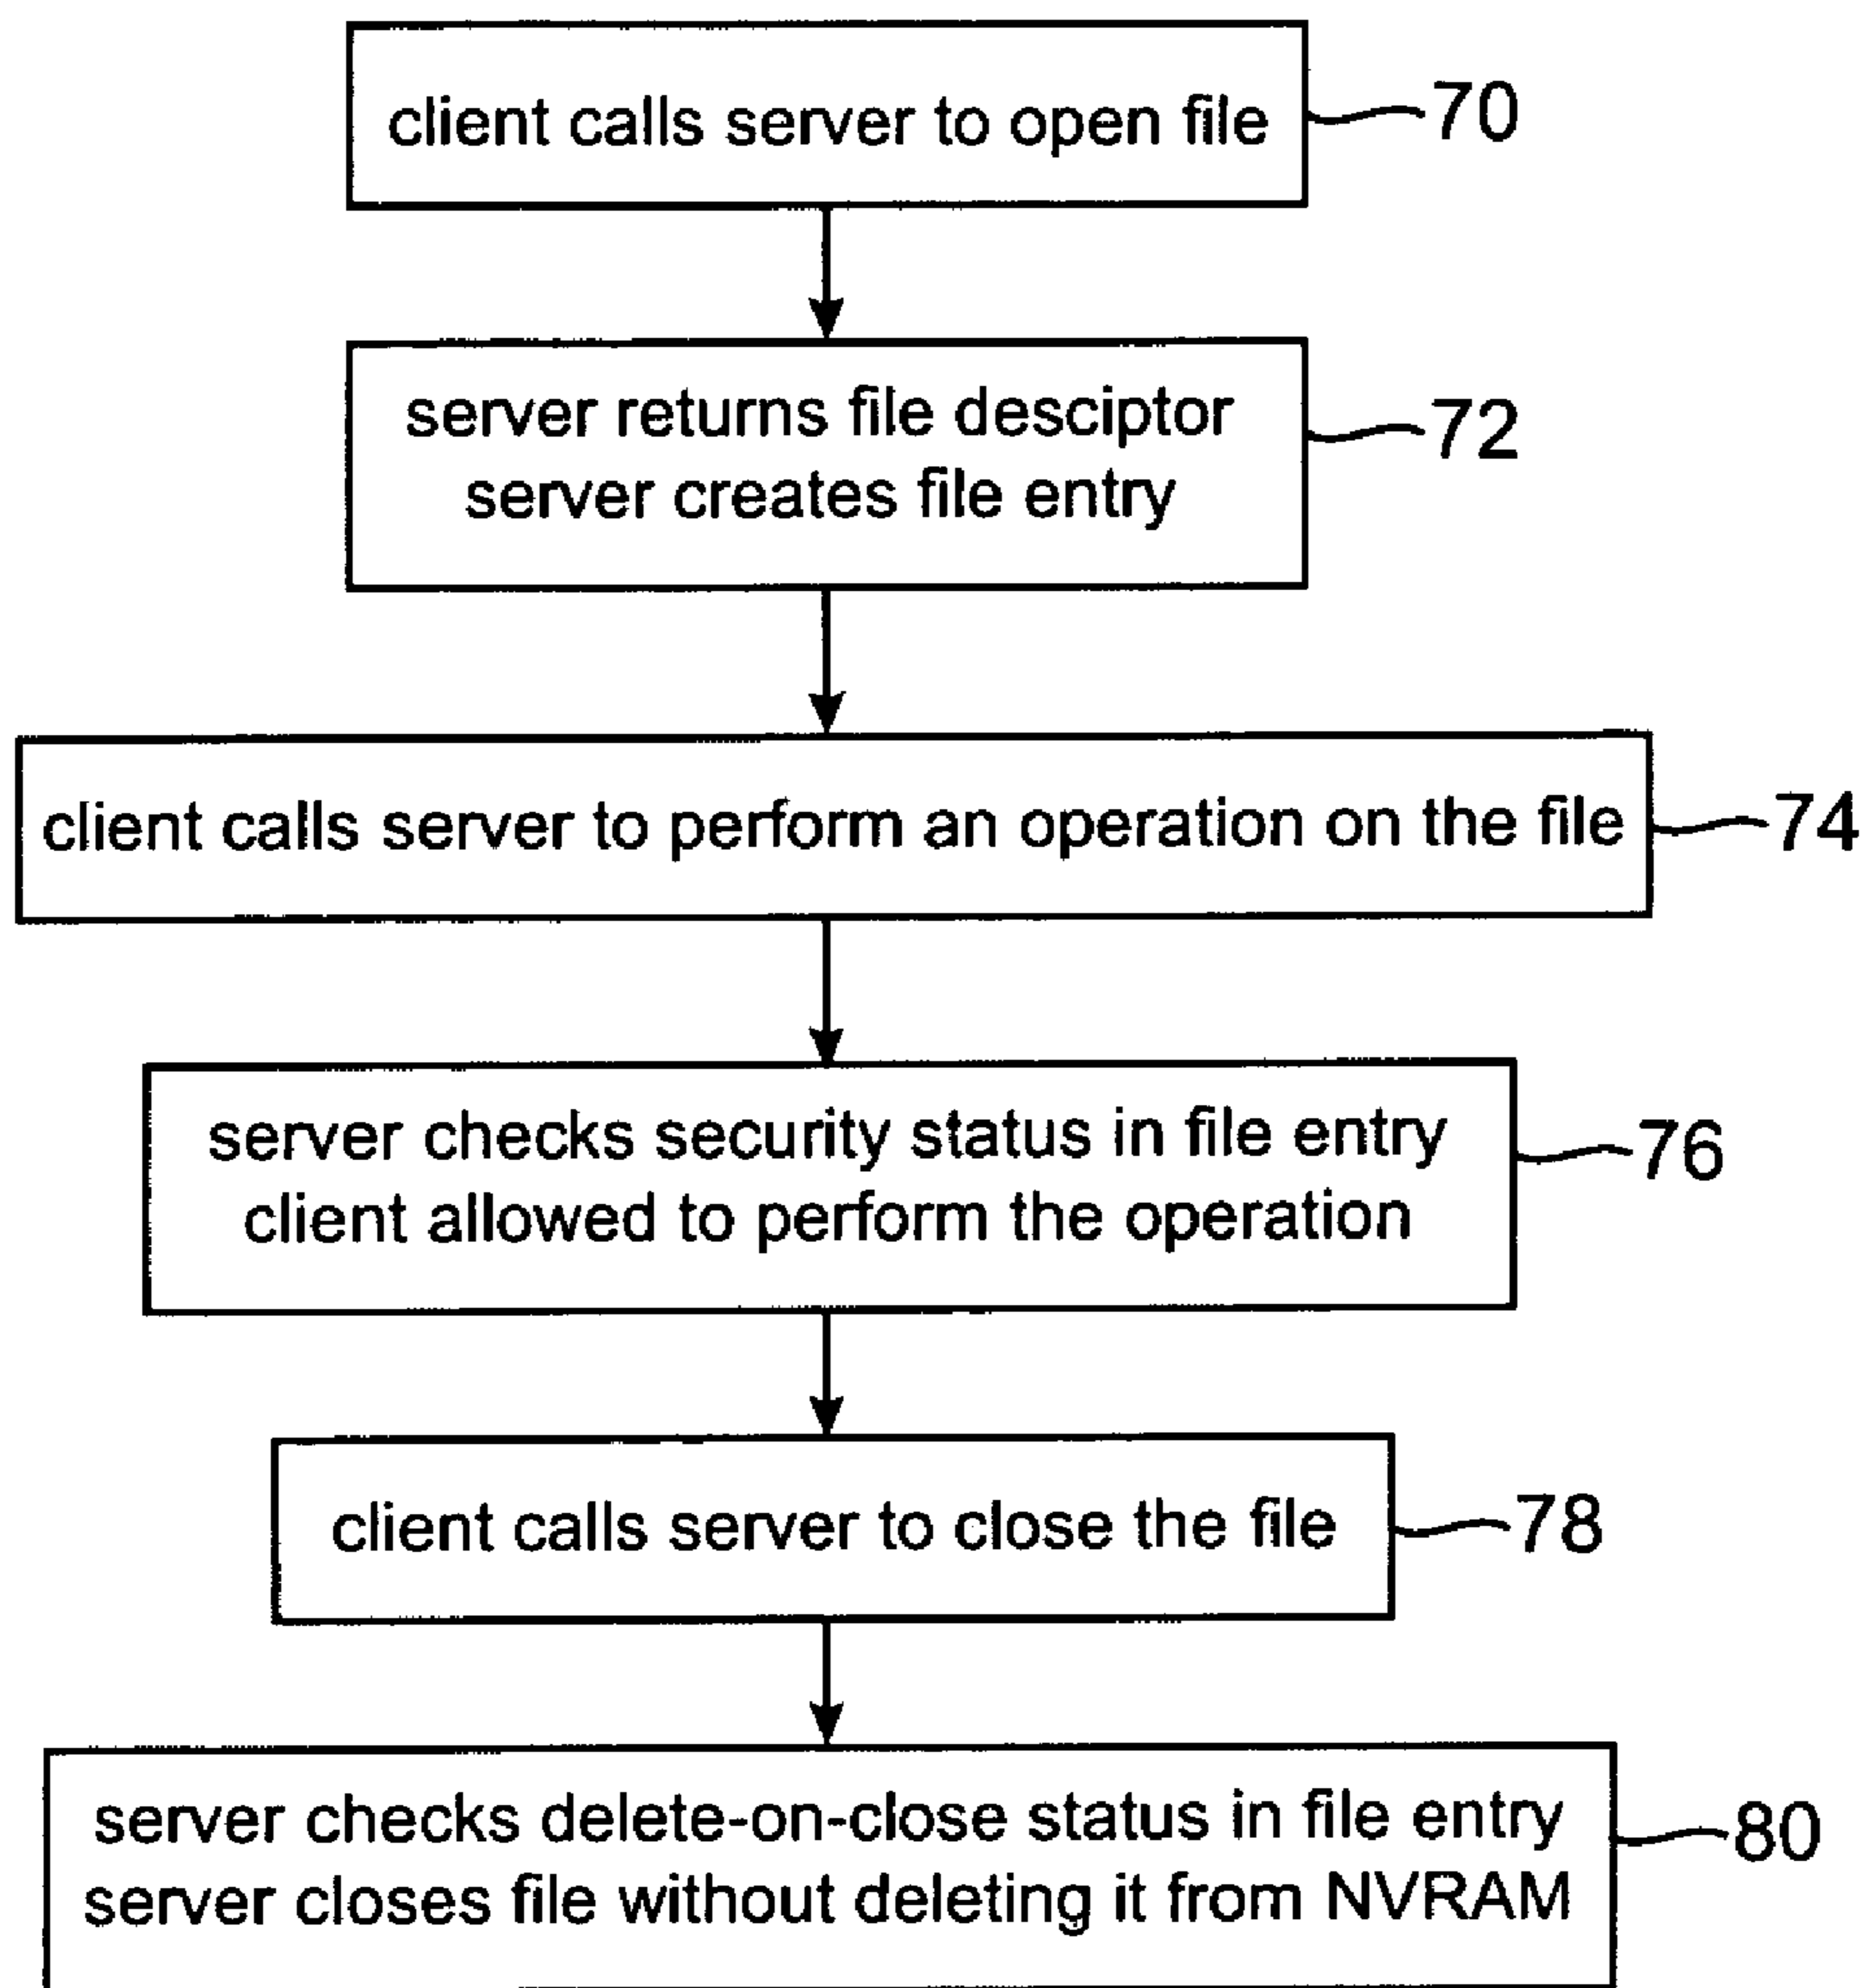 client calls server to open file
70
server returns file desciptor
server creates file entry
72
client calls server to perform an operation on the file
74
server checks security status in file entry
client allowed to perform the operation
76
client calls server to close the file
78
server checks delete-on-close status in file entry
server closes file without deleting it from NVRAM
80